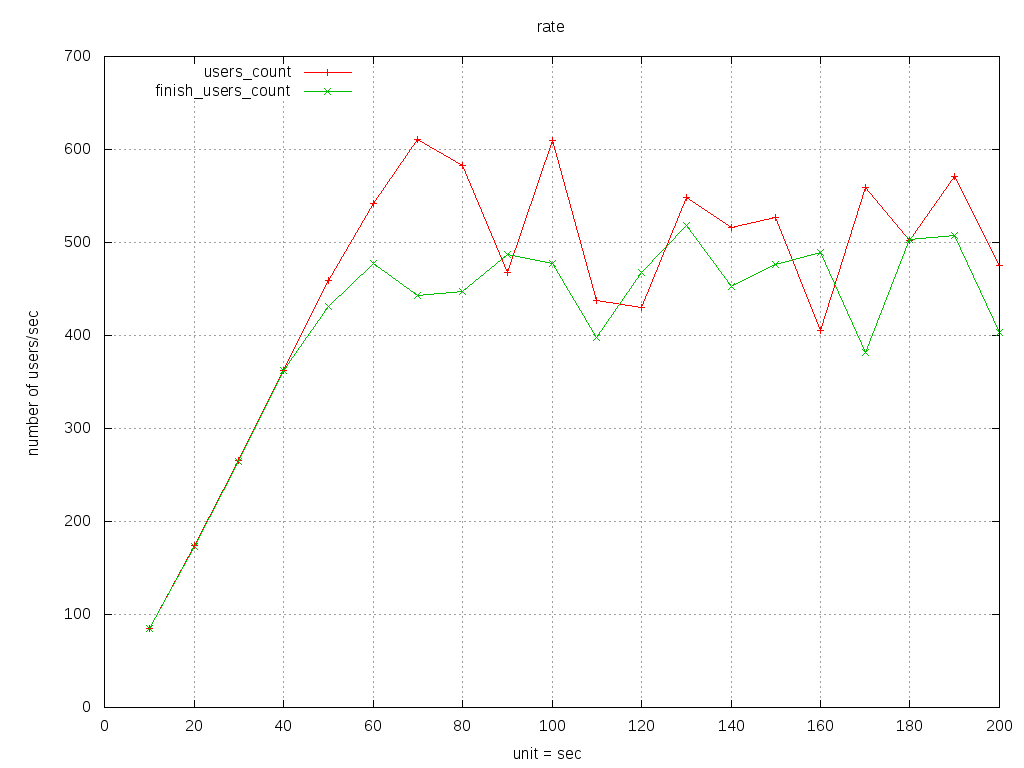 rate
700
600
500
400
300
200
100
0
users_count
finish_users_count
number of users/sec
0 20 40 60 80 100 120 140 160 180 200
unit = sec